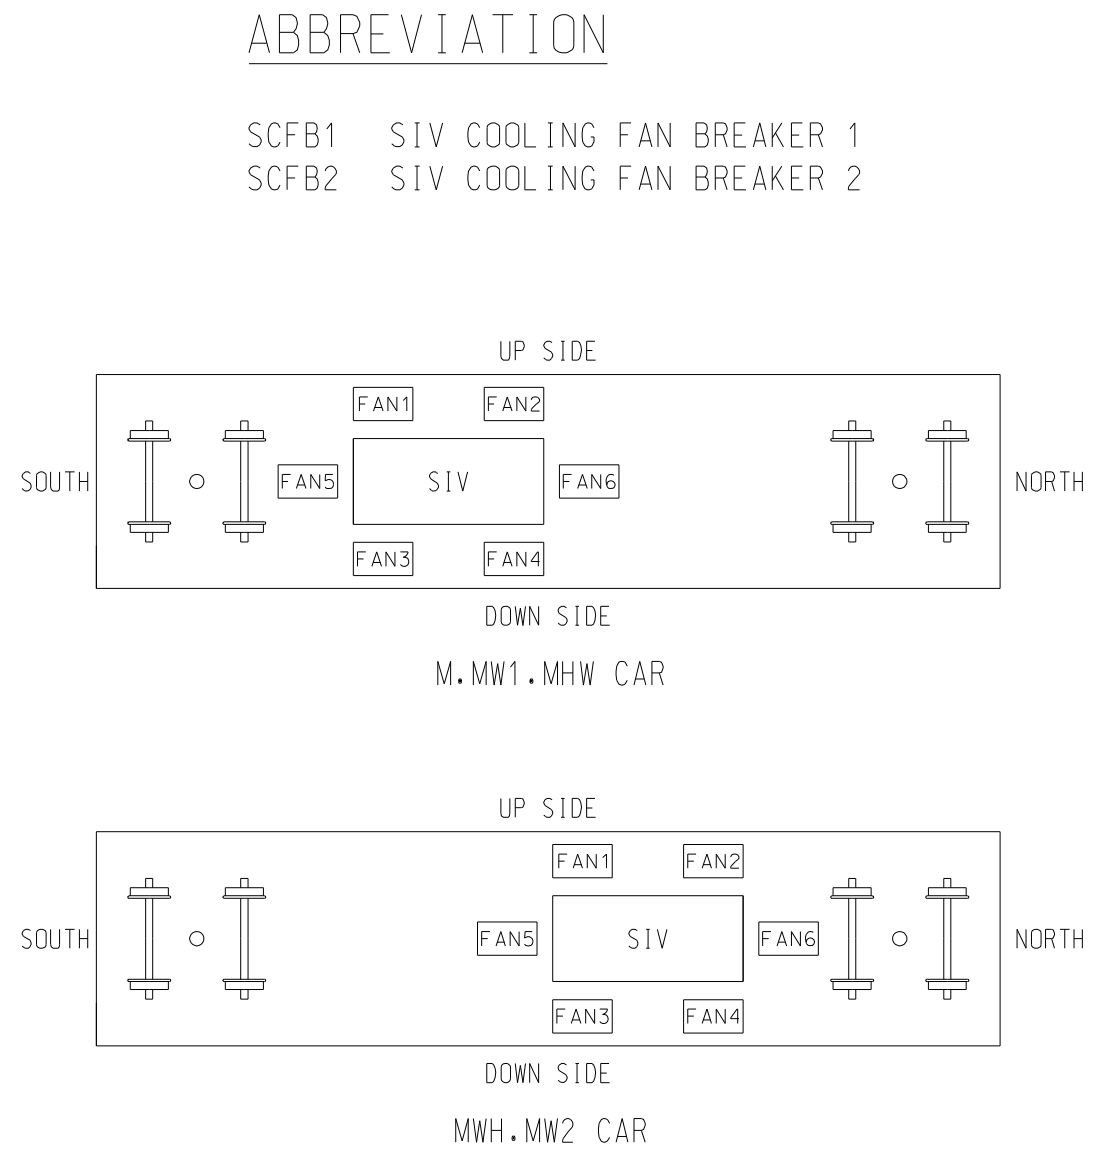 ABBREVIATION
SCFB1 SIV COOLING FAN BREAKER 1
SCFB2 SIV COOLING FAN BREAKER 2
UP SIDE
FAN1 FAN2
SOUTH FAN5 SIV FAN6 NORTH
FAN3 FAN4
DOWN SIDE
M.MW1.MHW CAR
UP SIDE
FAN1 FAN2
SOUTH FAN5 SIV FAN6 NORTH
FAN3 FAN4
DOWN SIDE
MWH.MW2 CAR